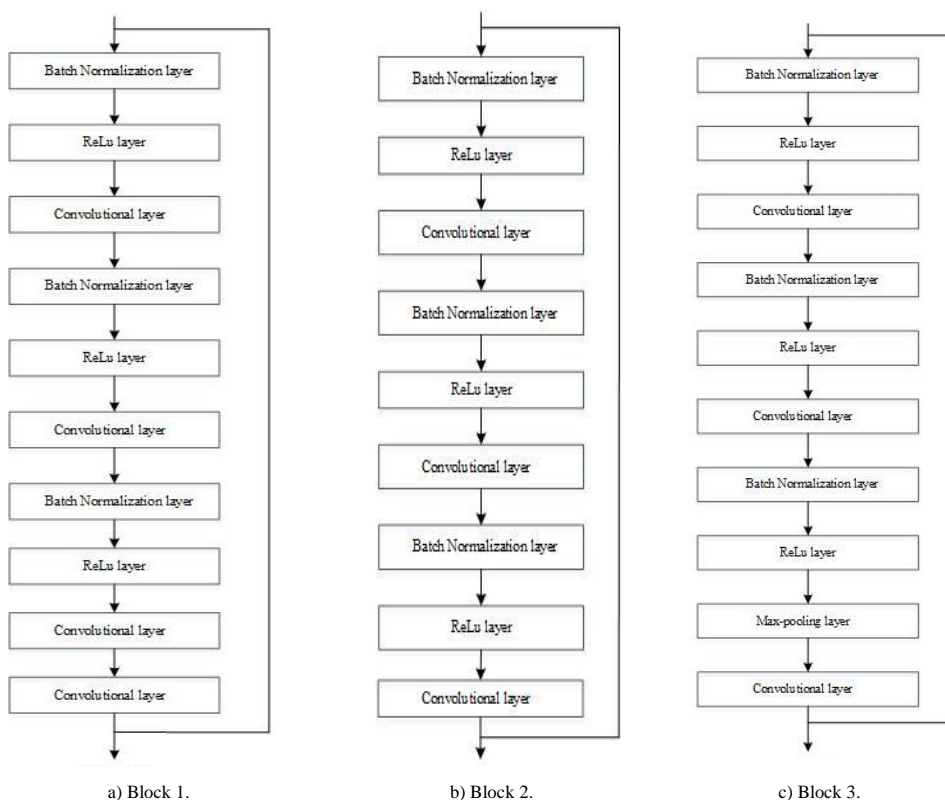 Batch Normalization layer
ReLu layer
Convolutional layer
Batch Normalization layer
ReLu layer
Convolutional layer
Batch Normalization layer
ReLu layer
Convolutional layer
Convolutional layer
a) Block 1.
Batch Normalization layer
ReLu layer
Convolutional layer
Batch Normalization layer
ReLu layer
Convolutional layer
Batch Normalization layer
ReLu layer
Convolutional layer
b) Block 2.
Batch Normalization layer
ReLu layer
Convolutional layer
Batch Normalization layer
ReLu layer
Convolutional layer
Batch Normalization layer
ReLu layer
Max-pooling layer
Convolutional layer
c) Block 3.